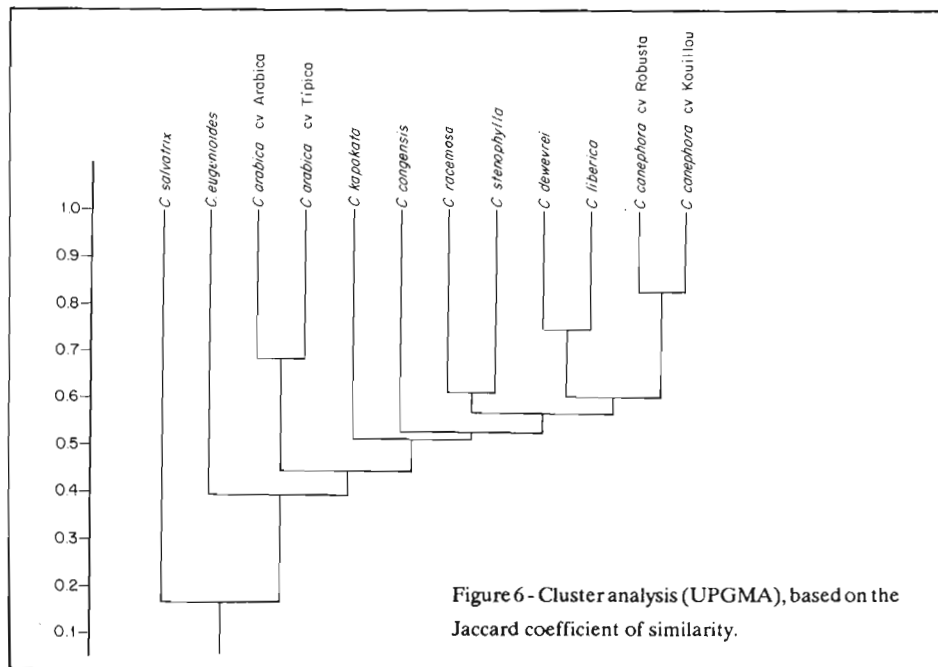 C salvatrix
C. eugenioides
C arabica cv Arabica
C arabica cv Tipica
C kapakata
C congensis
C racemosa
C stenophylla
C dewevrei
C liberica
C canephora cv Robusta
C canephora cv Kouillou
1.0
0.9
0.8
0.7
0.6
0.5
0.4
0.3
0.2
0.1
Figure 6 - Cluster analysis (UPGMA), based on the
Jaccard coefficient of similarity.